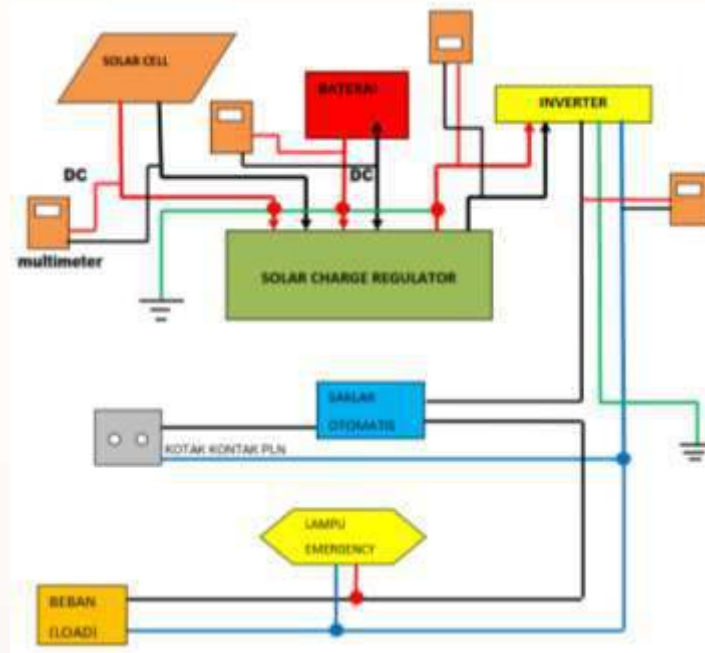 SOLAR CELL
BATERAI
INVERTER
DC
DC
multimeter
SOLAR CHARGE REGULATOR
SAKLAR
OTOMATIS
KOTAK KONTAK PLN
LAMPU
EMERGENCY
BEBAN
(LOAD)